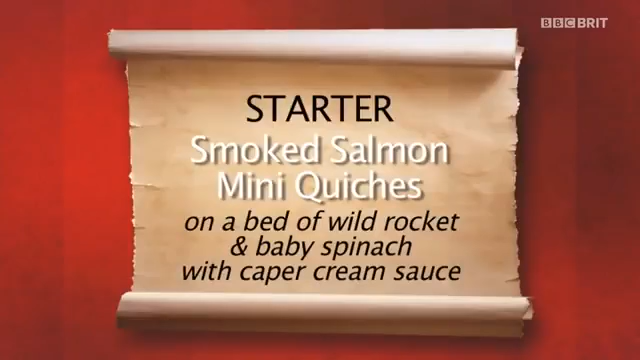 BBC BRIT
STARTER
Smoked Salmon
Mini Quiches
on a bed of wild rocket
& baby spinach
with caper cream sauce